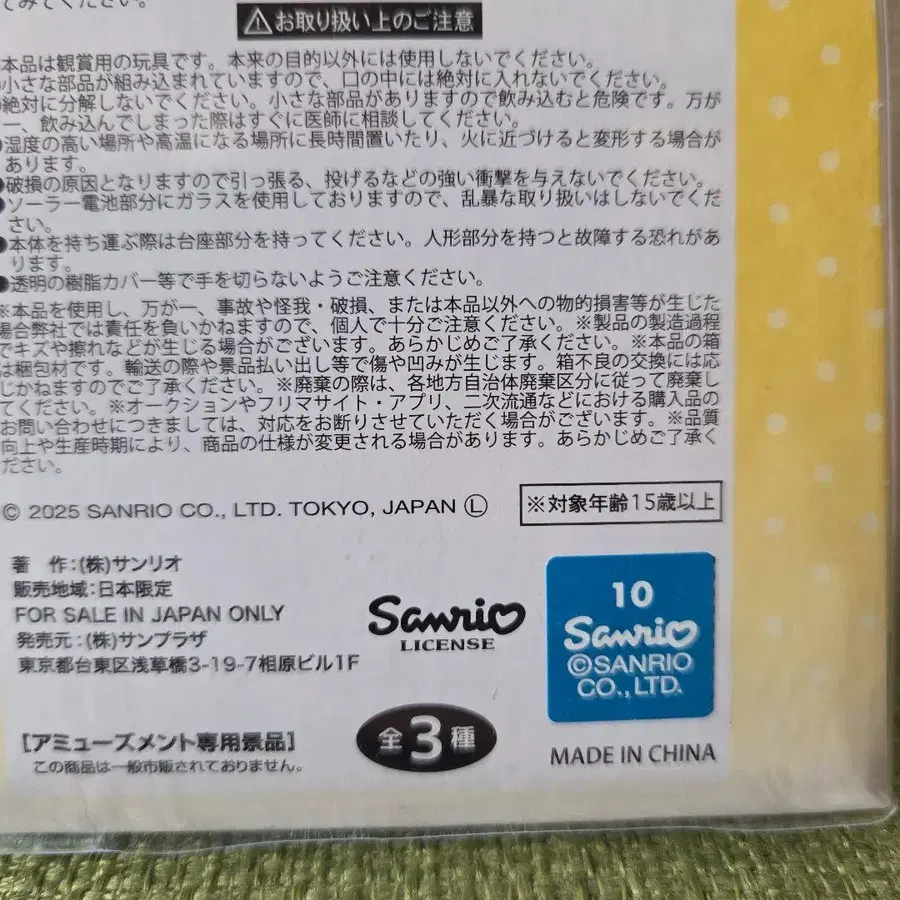 てみてください。
⚠お取り扱い上のご注意
本品は観賞用の玩具です。本来の目的以外には使用しないでください。
小さな部品が組み込まれていますので、口の中には絶対に入れないでください。
絶対に分解しないでください。小さな部品がありますので飲み込むと危険です。万が
一、飲み込んでしまった際はすぐに医師に相談してください。
●湿度の高い場所や高温になる場所に長時間置いたり、火に近づけると変形する場合が
あります。
●破損の原因となりますので引っ張る、投げるなどの強い衝撃を与えないでください。
●ソーラー電池部分にガラスを使用しておりますので、乱暴な取り扱いはしないでくだ
さい。
●本体を持ち運ぶ際は台座部分を持ってください。人形部分を持つと故障する恐れがあ
ります。
●透明の樹脂カバー等で手を切らないようご注意ください。
※本品を使用し、万が一、事故や怪我・破損、または本品以外への物的損害等が生じた
場合弊社では責任を負いかねますので、個人で十分ご注意ください。※製品の製造過程
でキズや擦れなどが生じる場合がございます。あらかじめご了承ください。※本品の箱
は梱包材です。輸送の際や景品払い出し等で傷や凹みが生じます。箱不良の交換には応
じかねますのでご了承ください。※廃棄の際は、各地方自治体廃棄区分に従って廃棄し
てください。※オークションやフリマサイト・アプリ、二次流通などにおける購入品の
お問い合わせにつきましては、対応をお断りさせていただく場合がございます。※品質
向上や生産時期により、商品の仕様が変更される場合があります。あらかじめご了承く
ださい。
© 2025 SANRIO CO., LTD. TOKYO, JAPAN Ⓛ
※対象年齢15歳以上
著　作:(株)サンリオ
販売地域:日本限定
FOR SALE IN JAPAN ONLY
発売元:(株)サンプラザ
東京都台東区浅草橋3-19-7相原ビル1F
Sanrio
LICENSE
10
Sanrio
©SANRIO
CO., LTD.
[アミューズメント専用景品]
この商品は一般市販されておりません。
全3種
MADE IN CHINA